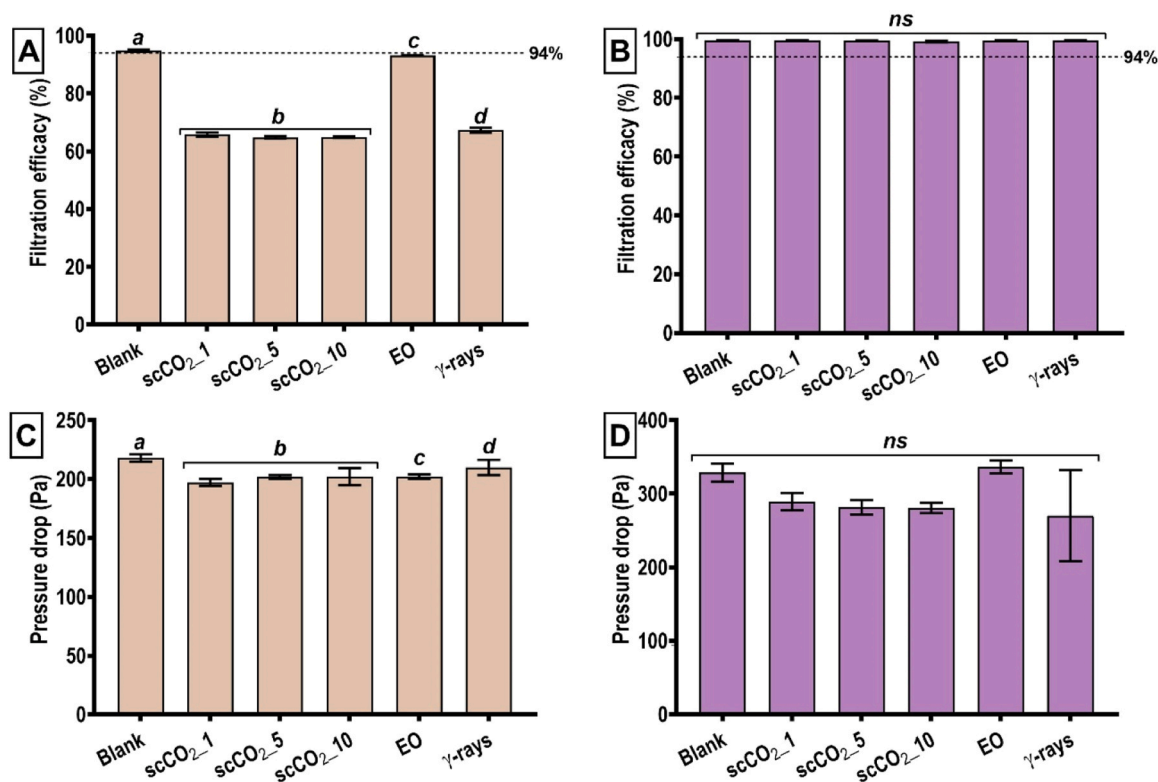 A
Filtration efficacy (%)
100
80
60
40
20
0
a
b
c
d
94%
Blank
scCO₂_1
scCO₂_5
scCO₂_10
EO
γ-rays
B
Filtration efficacy (%)
100
80
60
40
20
0
ns
94%
Blank
scCO₂_1
scCO₂_5
scCO₂_10
EO
γ-rays
C
Pressure drop (Pa)
250
200
150
100
50
0
a
b
c
d
Blank
scCO₂_1
scCO₂_5
scCO₂_10
EO
γ-rays
D
Pressure drop (Pa)
400
300
200
100
0
ns
Blank
scCO₂_1
scCO₂_5
scCO₂_10
EO
γ-rays